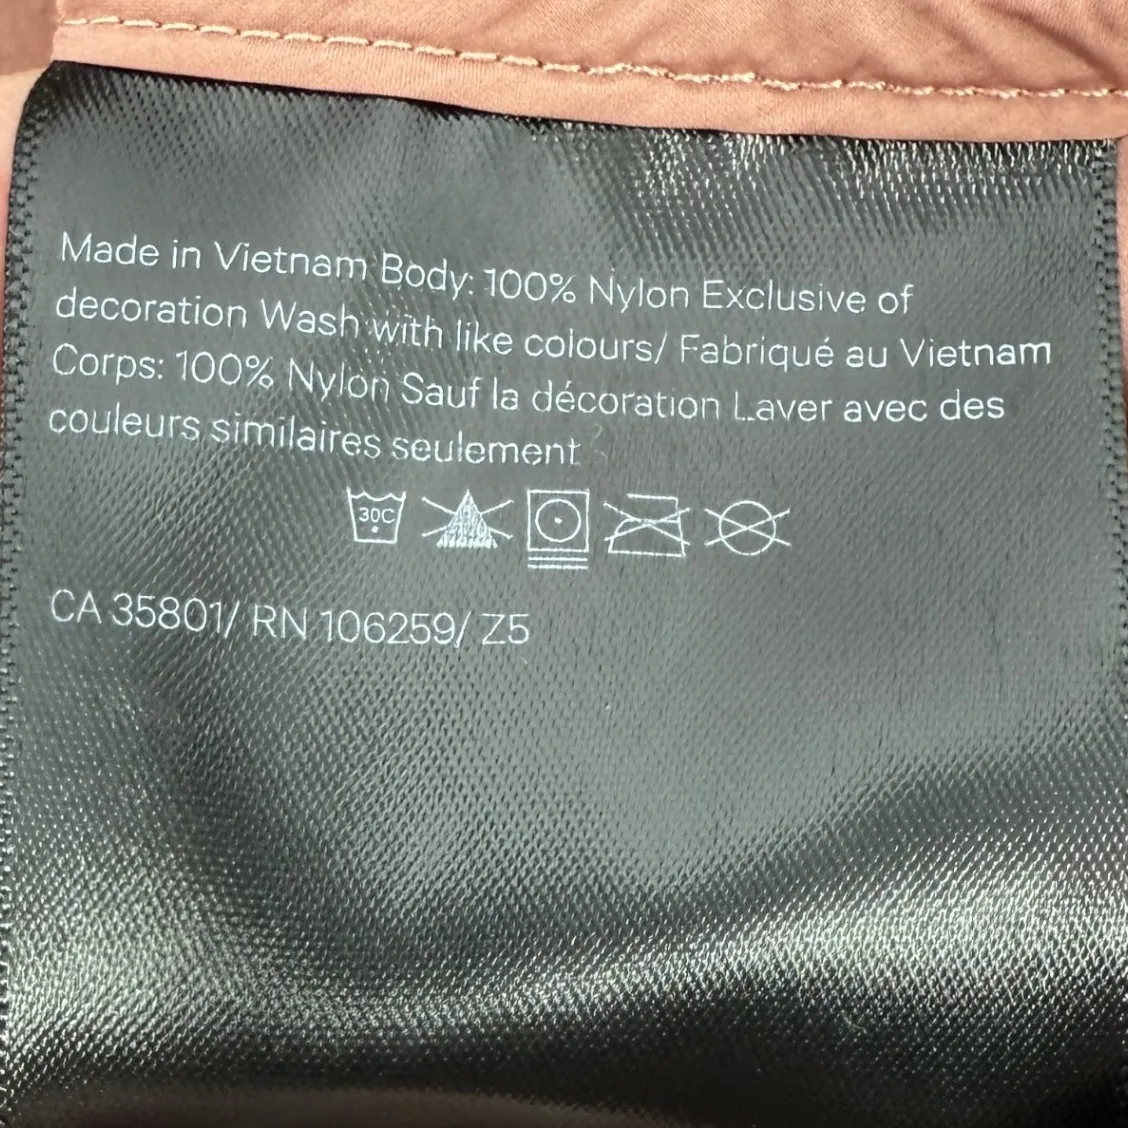 Made in Vietnam Body: 100% Nylon Exclusive of
decoration Wash with like colours/ Fabriqué au Vietnam
Corps: 100% Nylon Sauf la décoration Laver avec des
couleurs similaires seulement
30C
CA 35801/ RN 106259/ Z5